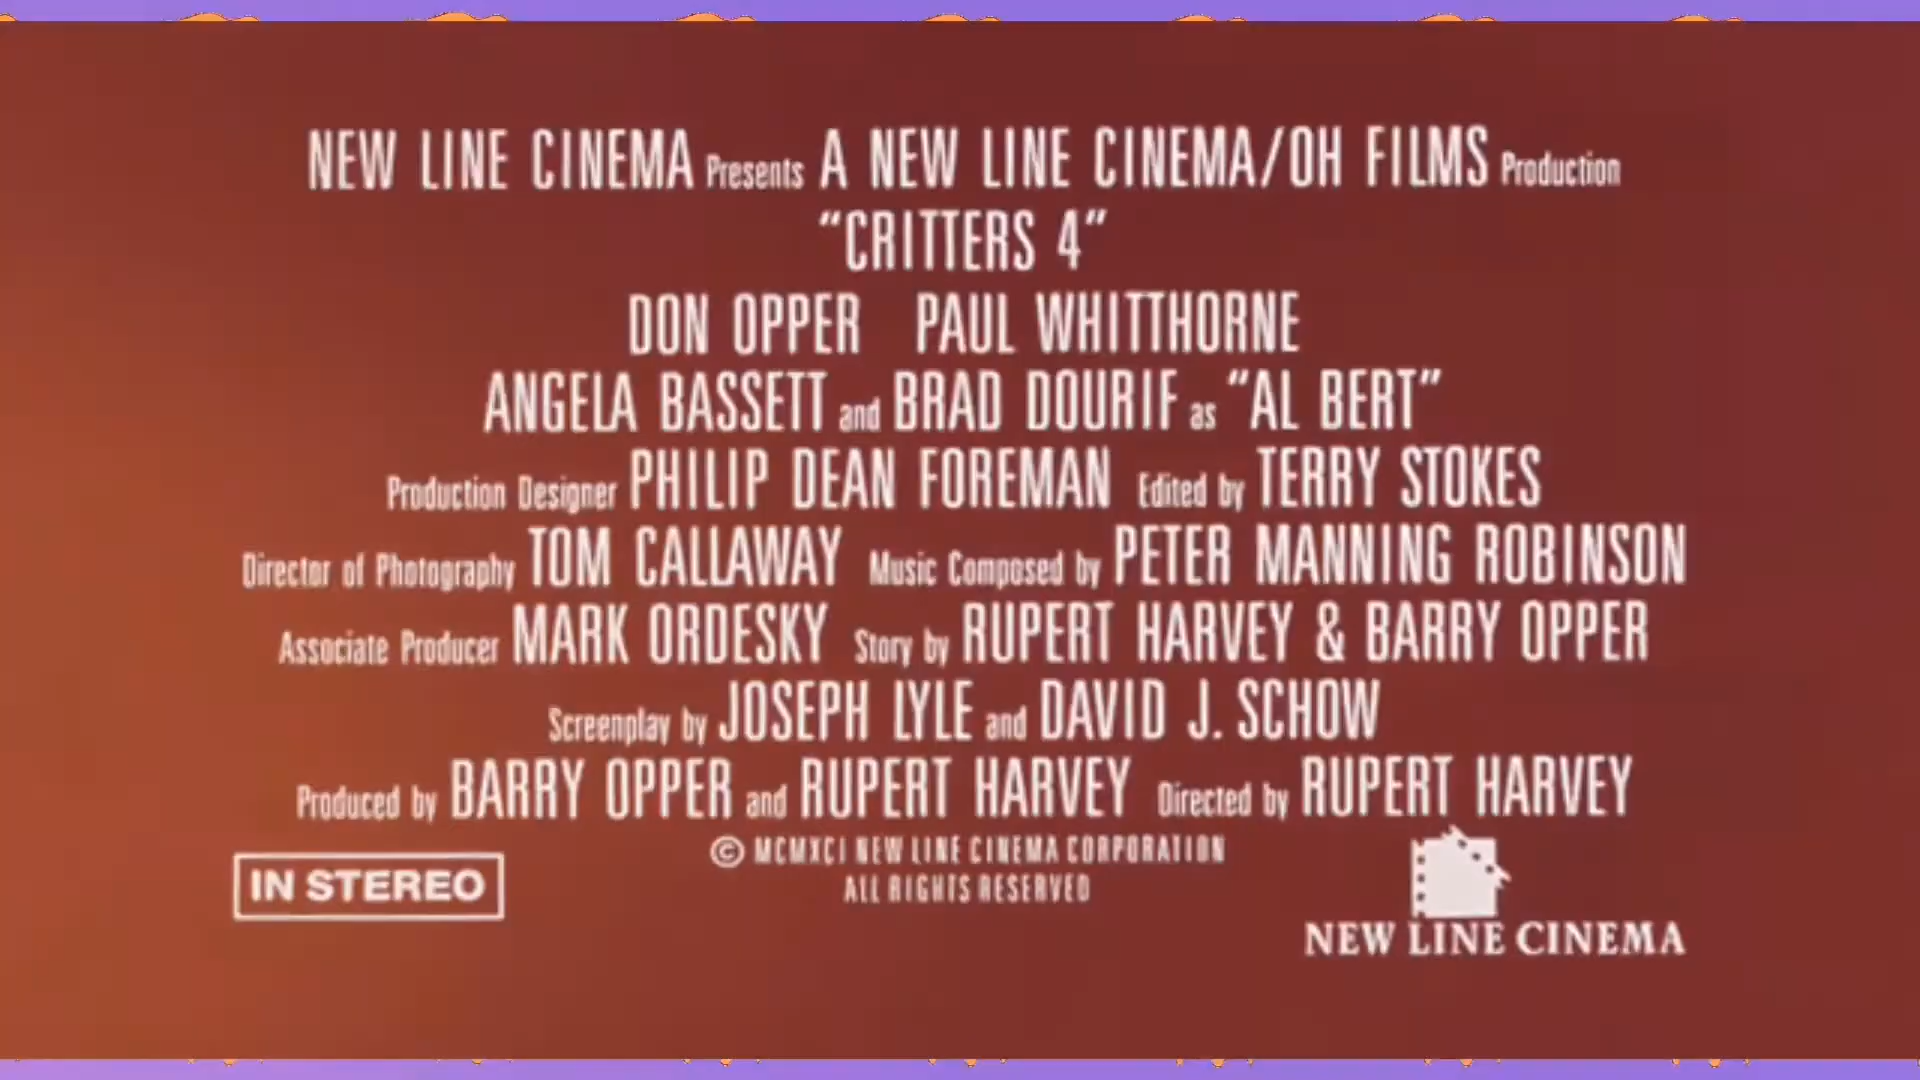 NEW LINE CINEMA Presents A NEW LINE CINEMA/OH FILMS Production
“CRITTERS 4”
DON OPPER PAUL WHITTHORNE
ANGELA BASSETT and BRAD DOURIF as “AL BERT”
Production Designer PHILIP DEAN FOREMAN Edited by TERRY STOKES
Director of Photography TOM CALLAWAY Music Composed by PETER MANNING ROBINSON
Associate Producer MARK ORDESKY Story by RUPERT HARVEY & BARRY OPPER
Screenplay by JOSEPH LYLE and DAVID J. SCHOW
Produced by BARRY OPPER and RUPERT HARVEY Directed by RUPERT HARVEY
© MCMXCI NEW LINE CINEMA CORPORATION
ALL RIGHTS RESERVED
IN STEREO
NEW LINE CINEMA